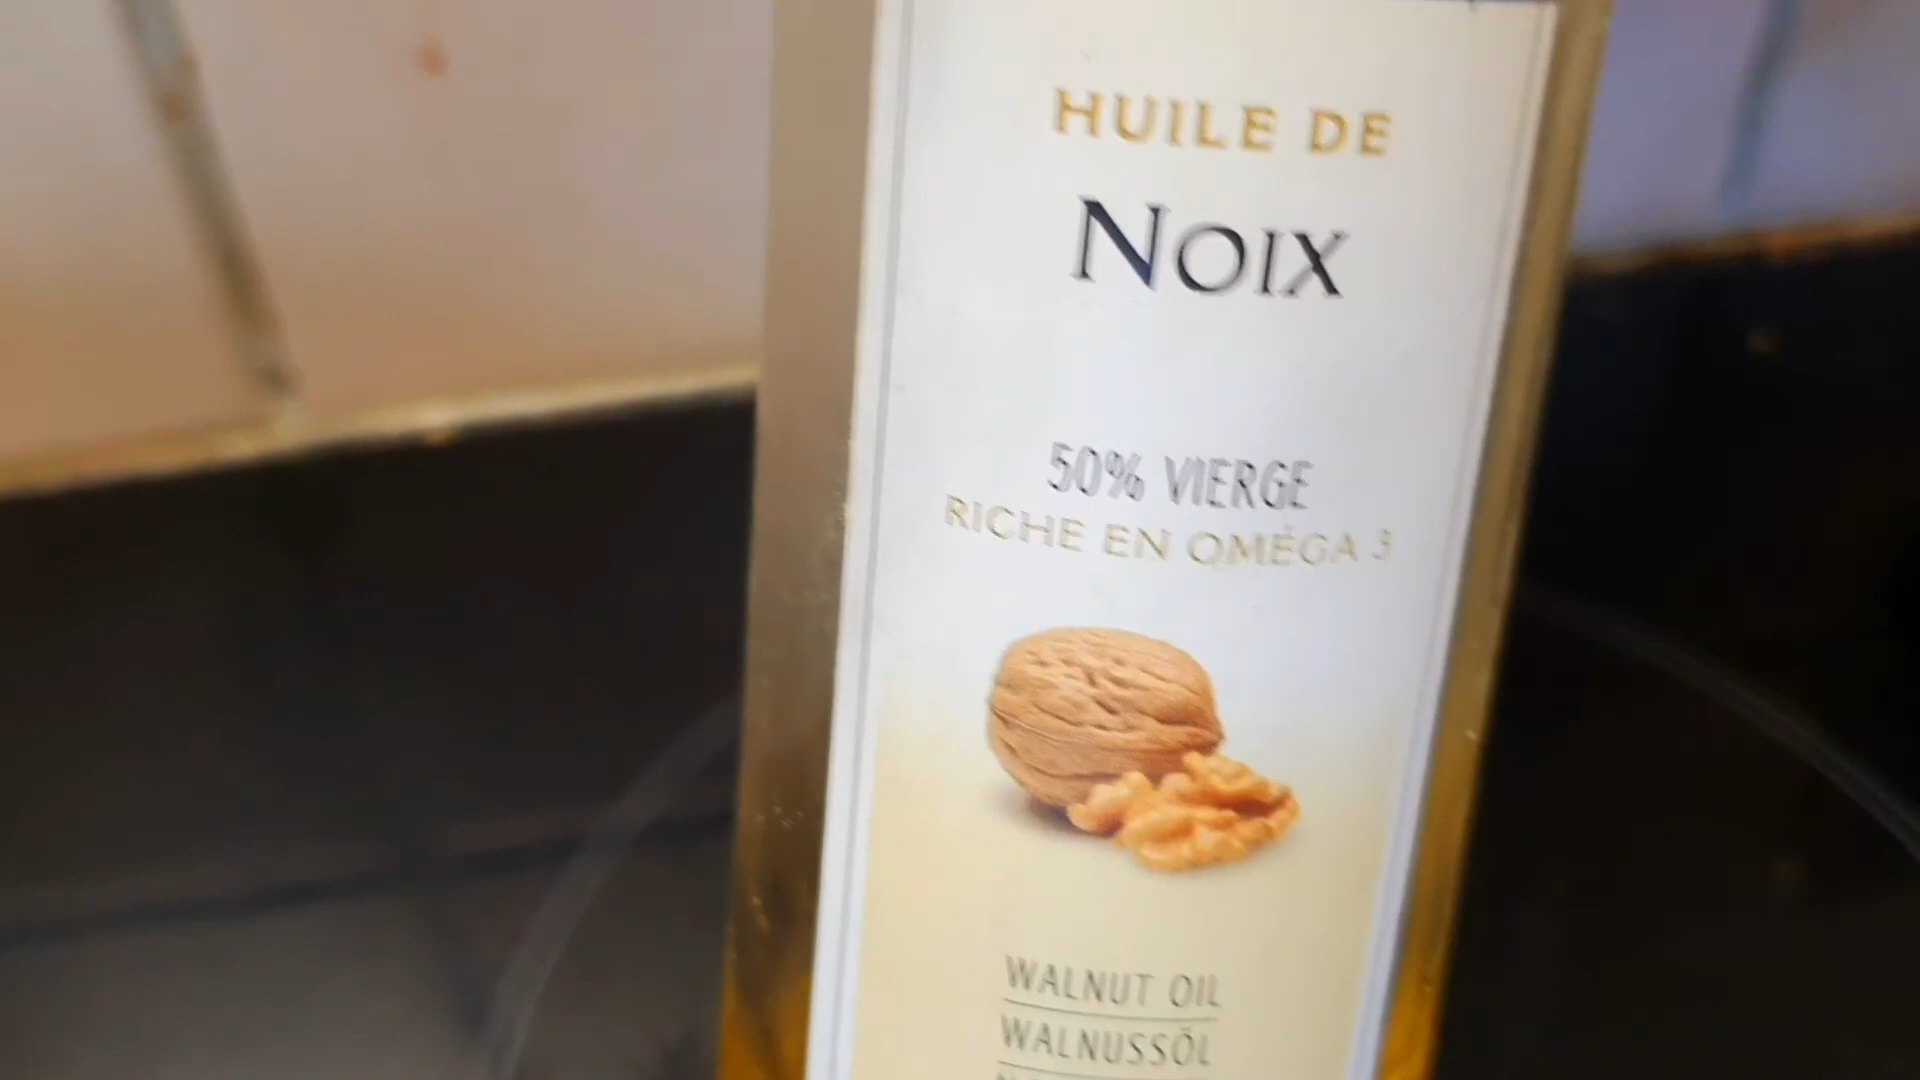 HUILE DE
NOIX
50% VIERGE
RICHE EN OMÉGA 3
WALNUT OIL
WALNUSSÖL